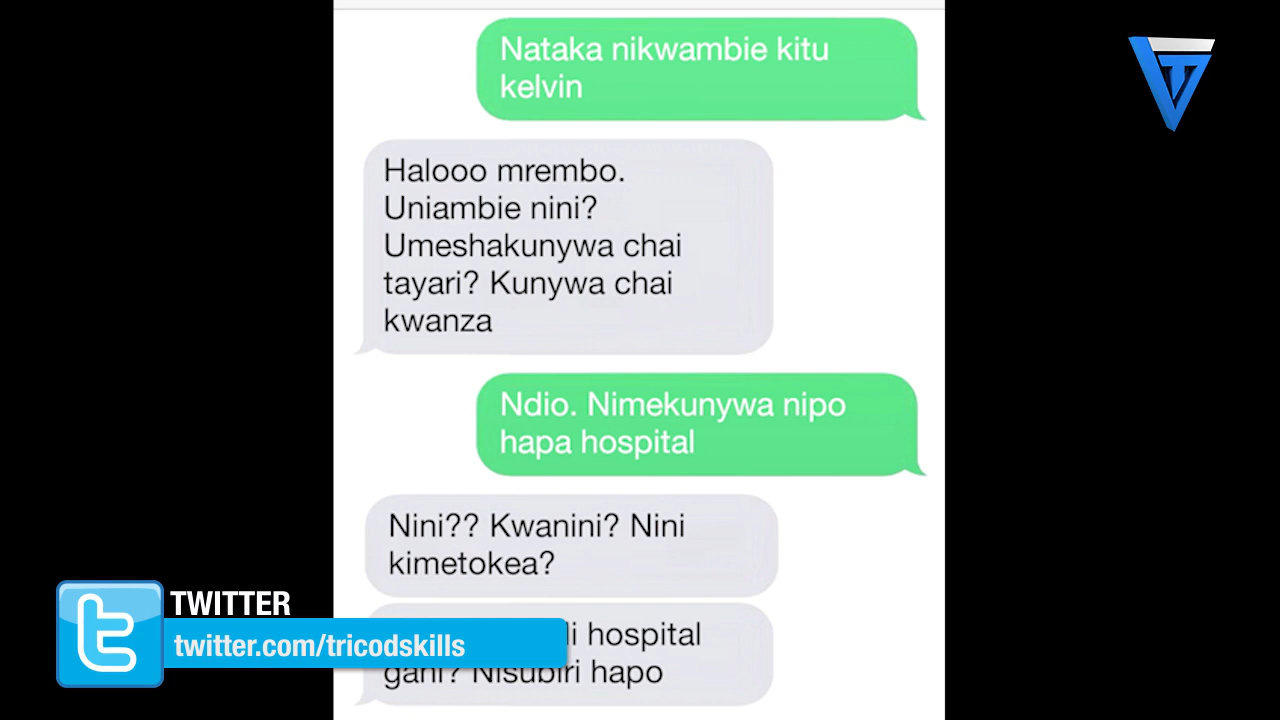 Nataka nikwambie kitu
kelvin
Halooo mrembo.
Uniambie nini?
Umeshakunywa chai
tayari? Kunywa chai
kwanza
Ndio. Nimekunywa nipo
hapa hospital
Nini?? Kwanini? Nini
kimetokea?
hospital
gani? Nisubiri hapo
TWITTER
twitter.com/tricodskills